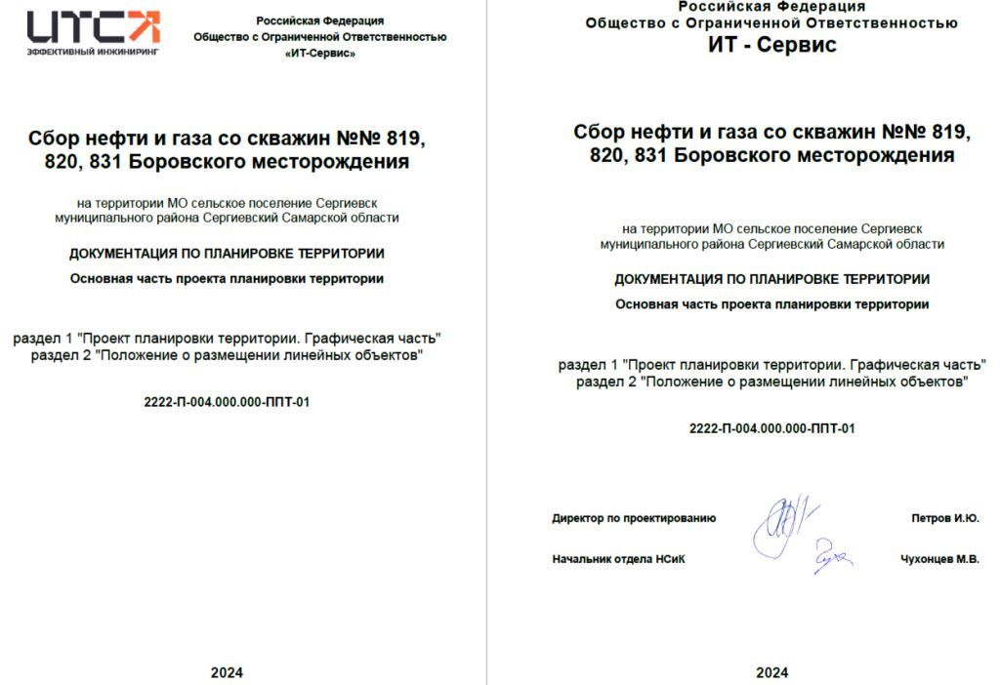 ИТС
ЭФФЕКТИВНЫЙ ИНЖИНИРИНГ
Российская Федерация
Общество с Ограниченной Ответственностью
«ИТ-Сервис»
Сбор нефти и газа со скважин №№ 819,
820, 831 Боровского месторождения
на территории МО сельское поселение Сергиевск
муниципального района Сергиевский Самарской области
ДОКУМЕНТАЦИЯ ПО ПЛАНИРОВКЕ ТЕРРИТОРИИ
Основная часть проекта планировки территории
раздел 1 "Проект планировки территории. Графическая часть"
раздел 2 "Положение о размещении линейных объектов"
2222-П-004.000.000-ППТ-01
2024
Российская Федерация
Общество с Ограниченной Ответственностью
ИТ - Сервис
Сбор нефти и газа со скважин №№ 819,
820, 831 Боровского месторождения
на территории МО сельское поселение Сергиевск
муниципального района Сергиевский Самарской области
ДОКУМЕНТАЦИЯ ПО ПЛАНИРОВКЕ ТЕРРИТОРИИ
Основная часть проекта планировки территории
раздел 1 "Проект планировки территории. Графическая часть"
раздел 2 "Положение о размещении линейных объектов"
2222-П-004.000.000-ППТ-01
Директор по проектированию Петров И.Ю.
Начальник отдела НСиК Чухонцев М.В.
2024